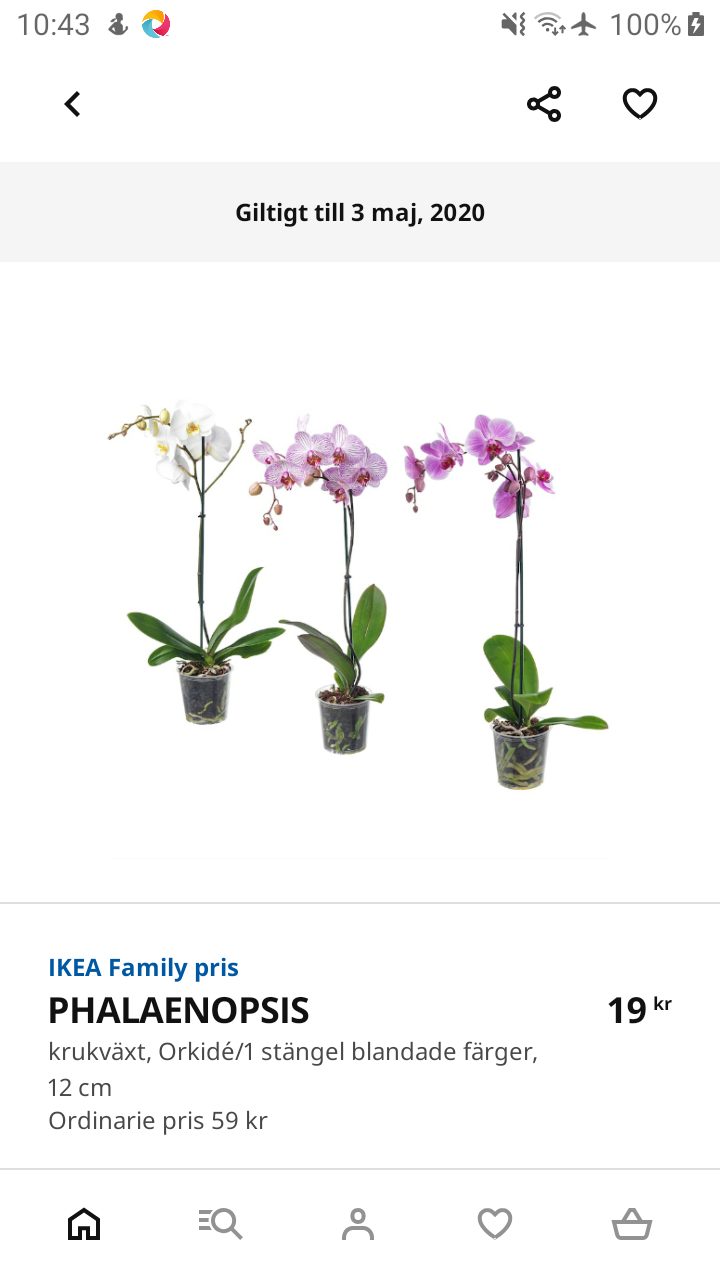 10:43
100%
Giltigt till 3 maj, 2020
IKEA Family pris
PHALAENOPSIS
19 kr
krukväxt, Orkidé/1 stängel blandade färger,
12 cm
Ordinarie pris 59 kr